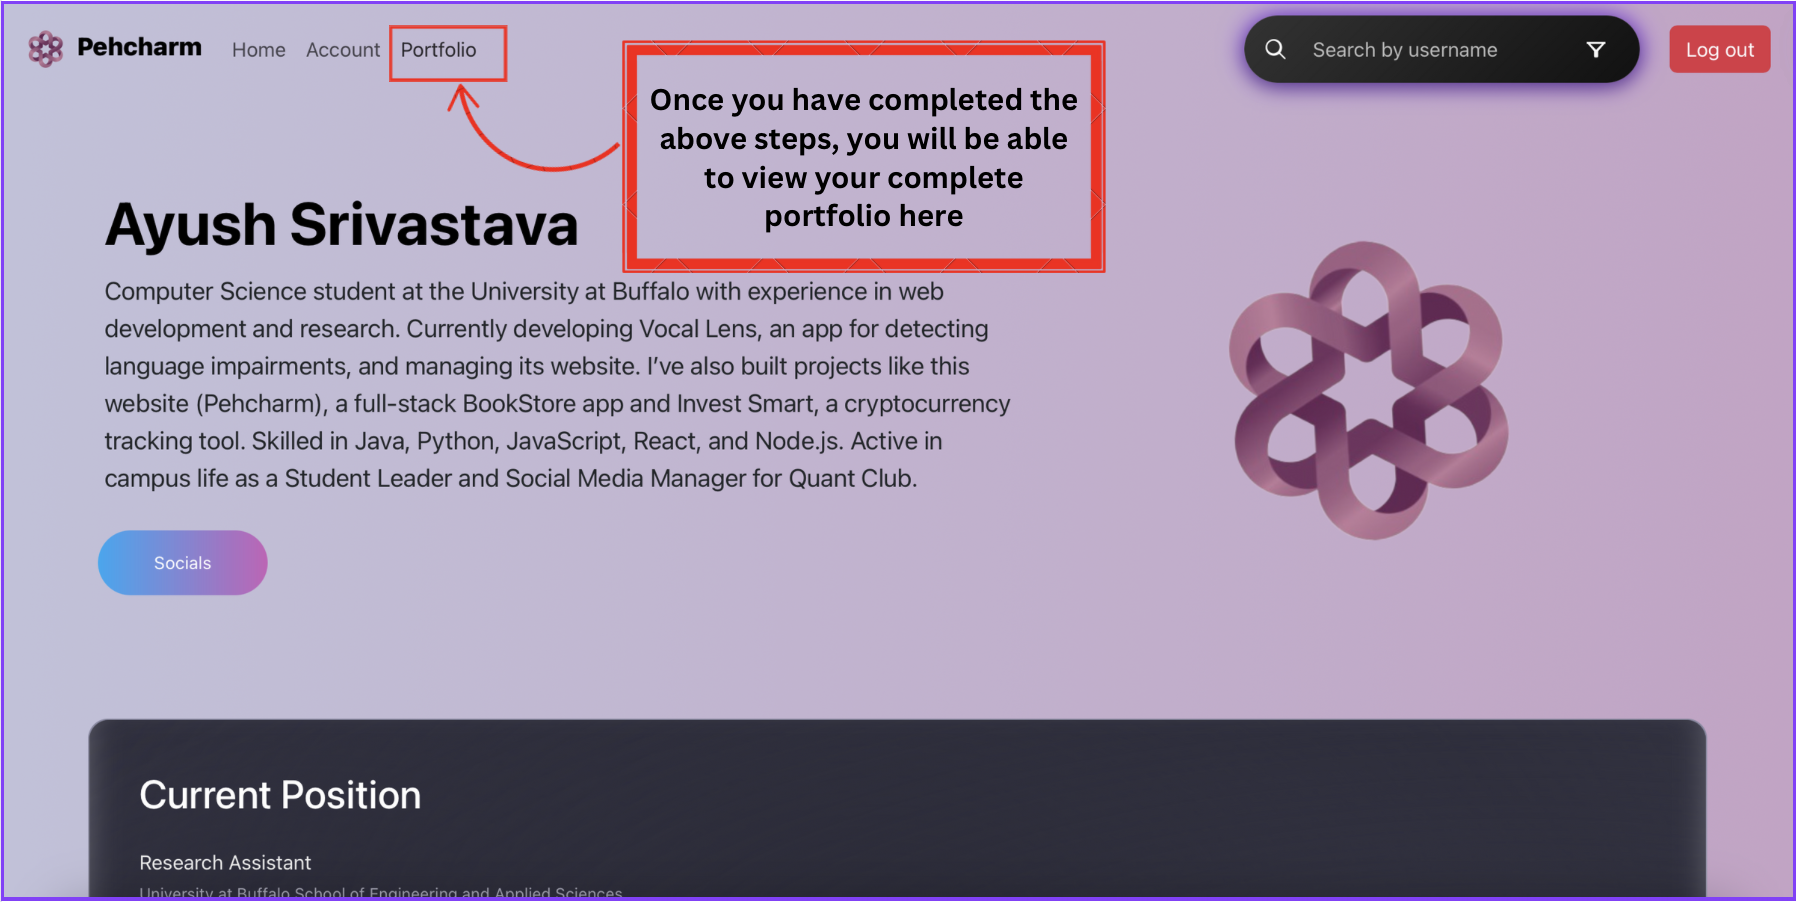 Pehcharm Home Account Portfolio Search by username Log out
Once you have completed the
above steps, you will be able
to view your complete
portfolio here
Ayush Srivastava
Computer Science student at the University at Buffalo with experience in web
development and research. Currently developing Vocal Lens, an app for detecting
language impairments, and managing its website. I’ve also built projects like this
website (Pehcharm), a full-stack BookStore app and Invest Smart, a cryptocurrency
tracking tool. Skilled in Java, Python, JavaScript, React, and Node.js. Active in
campus life as a Student Leader and Social Media Manager for Quant Club.
Socials
Current Position
Research Assistant
University at Buffalo School of Engineering and Applied Sciences